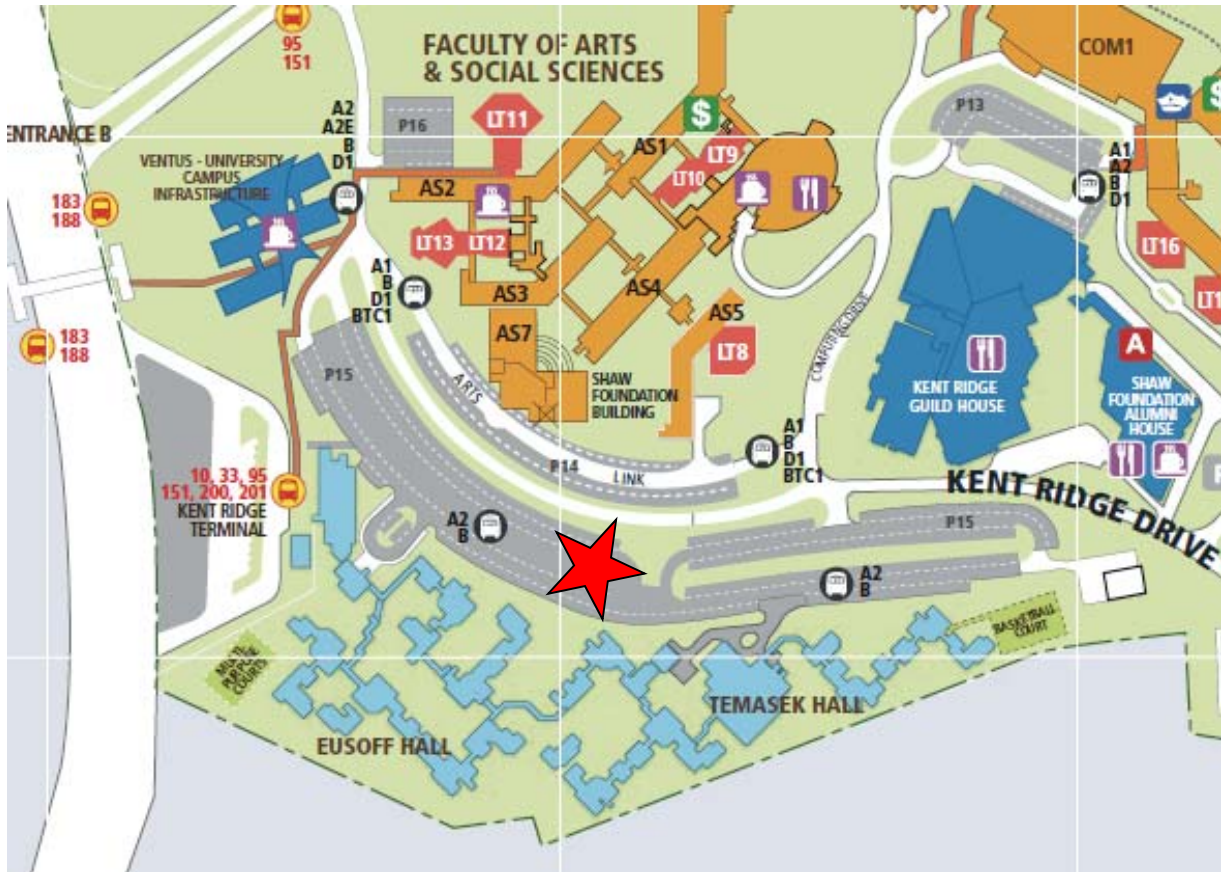 95
151
FACULTY OF ARTS
& SOCIAL SCIENCES
COM1
$
$
P13
ENTRANCE B
A2
A2E
B
D1
P16
LT11
VENTUS - UNIVERSITY
CAMPUS
INFRASTRUCTURE
AS1
LT9
LT10
A1
A2
B
D1
AS2
183
188
LT13
LT12
LT16
A1
B
D1
BTC1
AS3
AS4
AS5
AS7
LT8
183
188
P15
ARTS
LINK
SHAW
FOUNDATION
BUILDING
COMPUTING DRIVE
KENT RIDGE
GUILD HOUSE
A
SHAW
FOUNDATION
ALUMNI
HOUSE
A1
B
D1
BTC1
P14
10, 33, 95
151, 200, 201
KENT RIDGE
TERMINAL
KENT RIDGE DRIVE
A2
B
P15
A2
B
BASKETBALL
COURT
MULTI
PURPOSE
COURTS
TEMASEK HALL
EUSOFF HALL